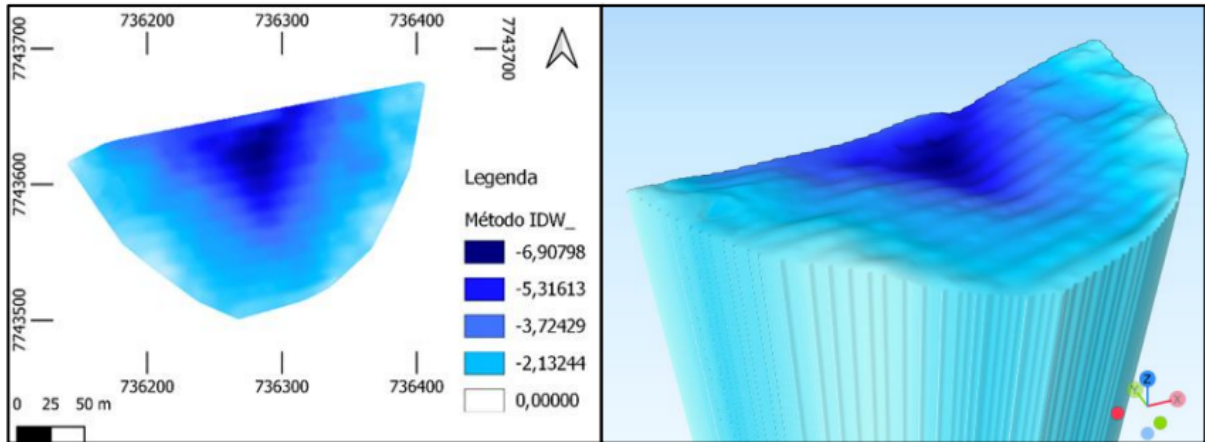 736200 736300 736400
7743700
7743700
7743600
Legenda
Método IDW_
-6,90798
-5,31613
-3,72429
-2,13244
0,00000
7743500
736200 736300 736400
0 25 50 m
Z
Y
X